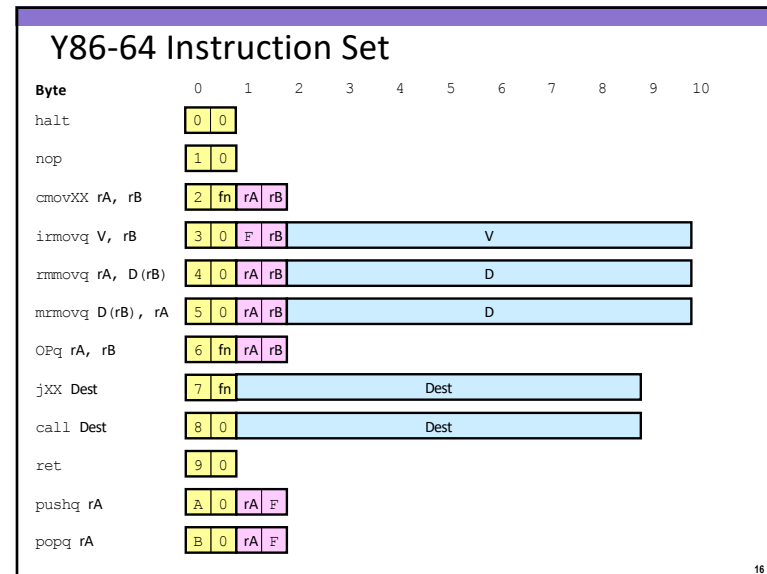 Y86-64 Instruction Set
Byte 0 1 2 3 4 5 6 7 8 9 10
halt 0 0
nop 1 0
cmovXX rA, rB 2 fn rA rB
irmovq V, rB 3 0 F rB V
rmmovq rA, D(rB) 4 0 rA rB D
mrmovq D(rB), rA 5 0 rA rB D
OPq rA, rB 6 fn rA rB
jXX Dest 7 fn Dest
call Dest 8 0 Dest
ret 9 0
pushq rA A 0 rA F
popq rA B 0 rA F
16